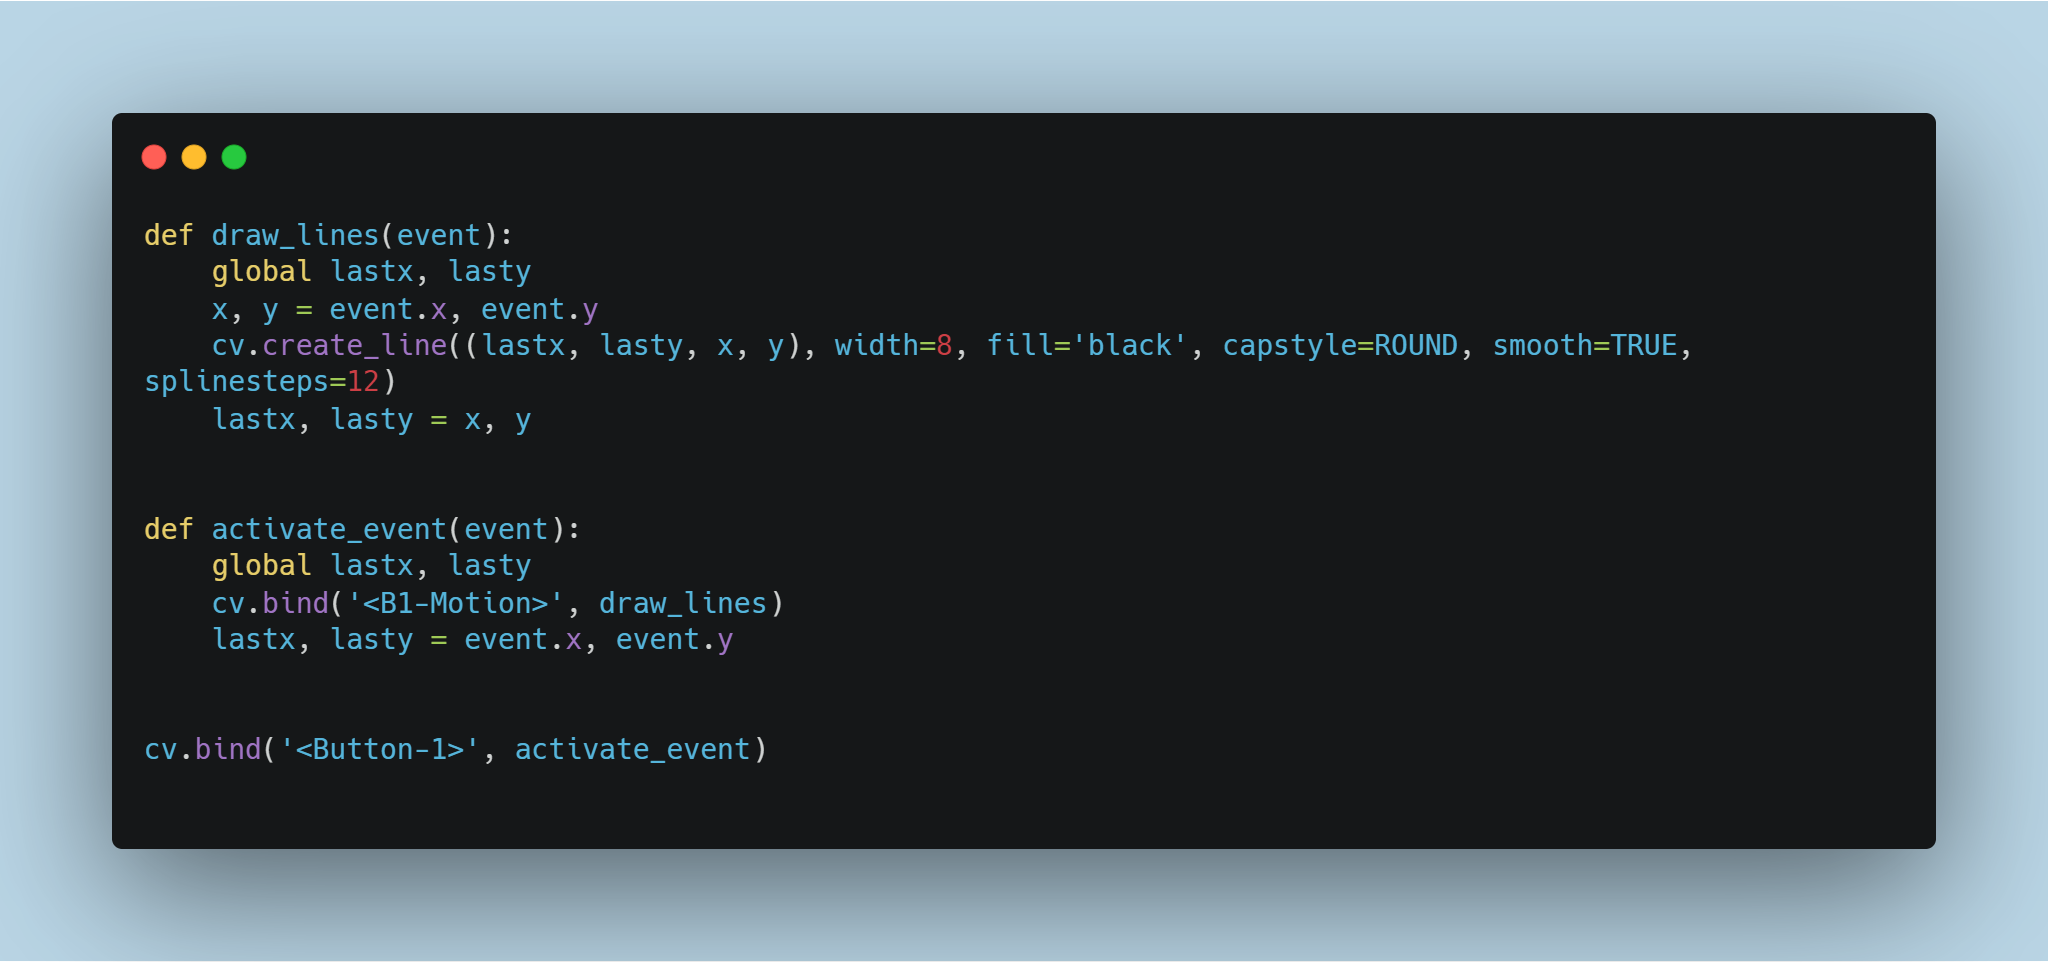 def draw_lines(event):
    global lastx, lasty
    x, y = event.x, event.y
    cv.create_line((lastx, lasty, x, y), width=8, fill='black', capstyle=ROUND, smooth=TRUE,
splinesteps=12)
    lastx, lasty = x, y
def activate_event(event):
    global lastx, lasty
    cv.bind('<B1-Motion>', draw_lines)
    lastx, lasty = event.x, event.y
cv.bind('<Button-1>', activate_event)